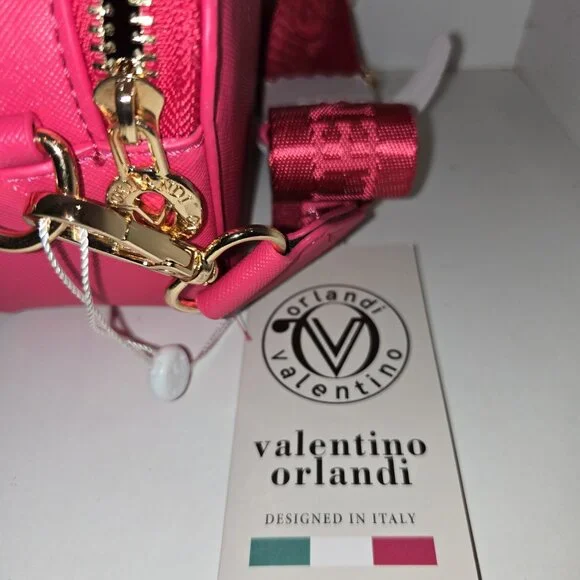 orlandi
V
valentino
valentino
orlandi
DESIGNED IN ITALY